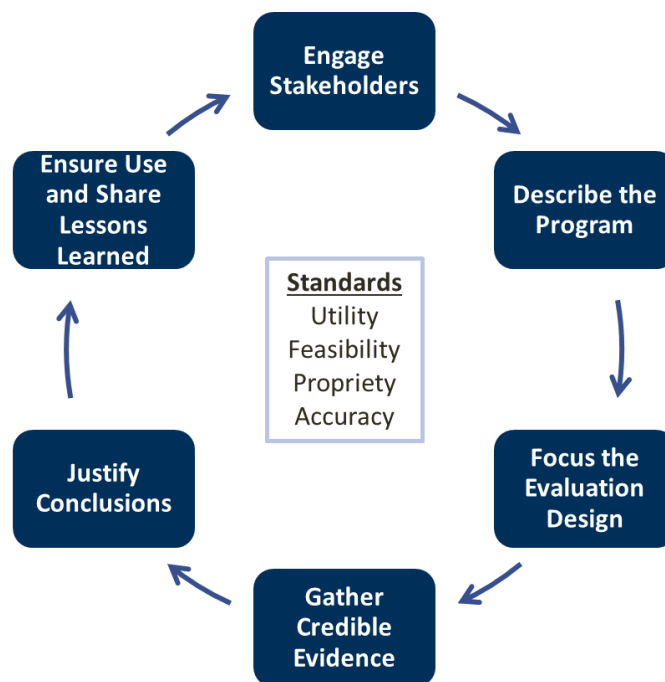 Engage
Stakeholders
Describe the
Program
Focus the
Evaluation
Design
Gather
Credible
Evidence
Justify
Conclusions
Ensure Use
and Share
Lessons
Learned
Standards
Utility
Feasibility
Propriety
Accuracy